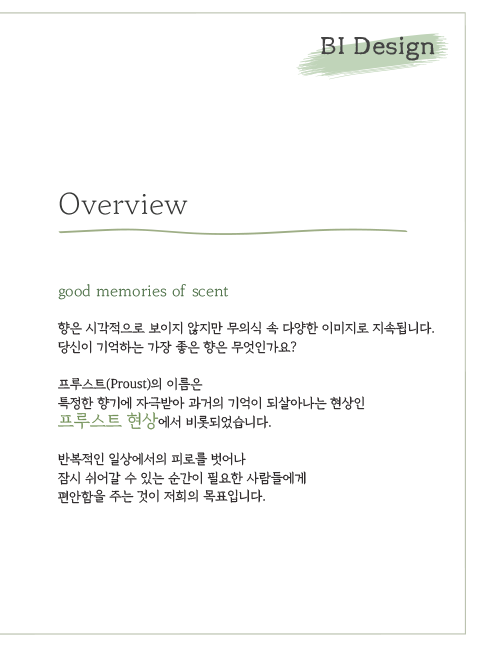 BI Design
Overview
good memories of scent
향은 시각적으로 보이지 않지만 무의식 속 다양한 이미지로 지속됩니다.
당신이 기억하는 가장 좋은 향은 무엇인가요?
프루스트(Proust)의 이름은
특정한 향기에 자극받아 과거의 기억이 되살아나는 현상인
프루스트 현상에서 비롯되었습니다.
반복적인 일상에서의 피로를 벗어나
잠시 쉬어갈 수 있는 순간이 필요한 사람들에게
편안함을 주는 것이 저희의 목표입니다.